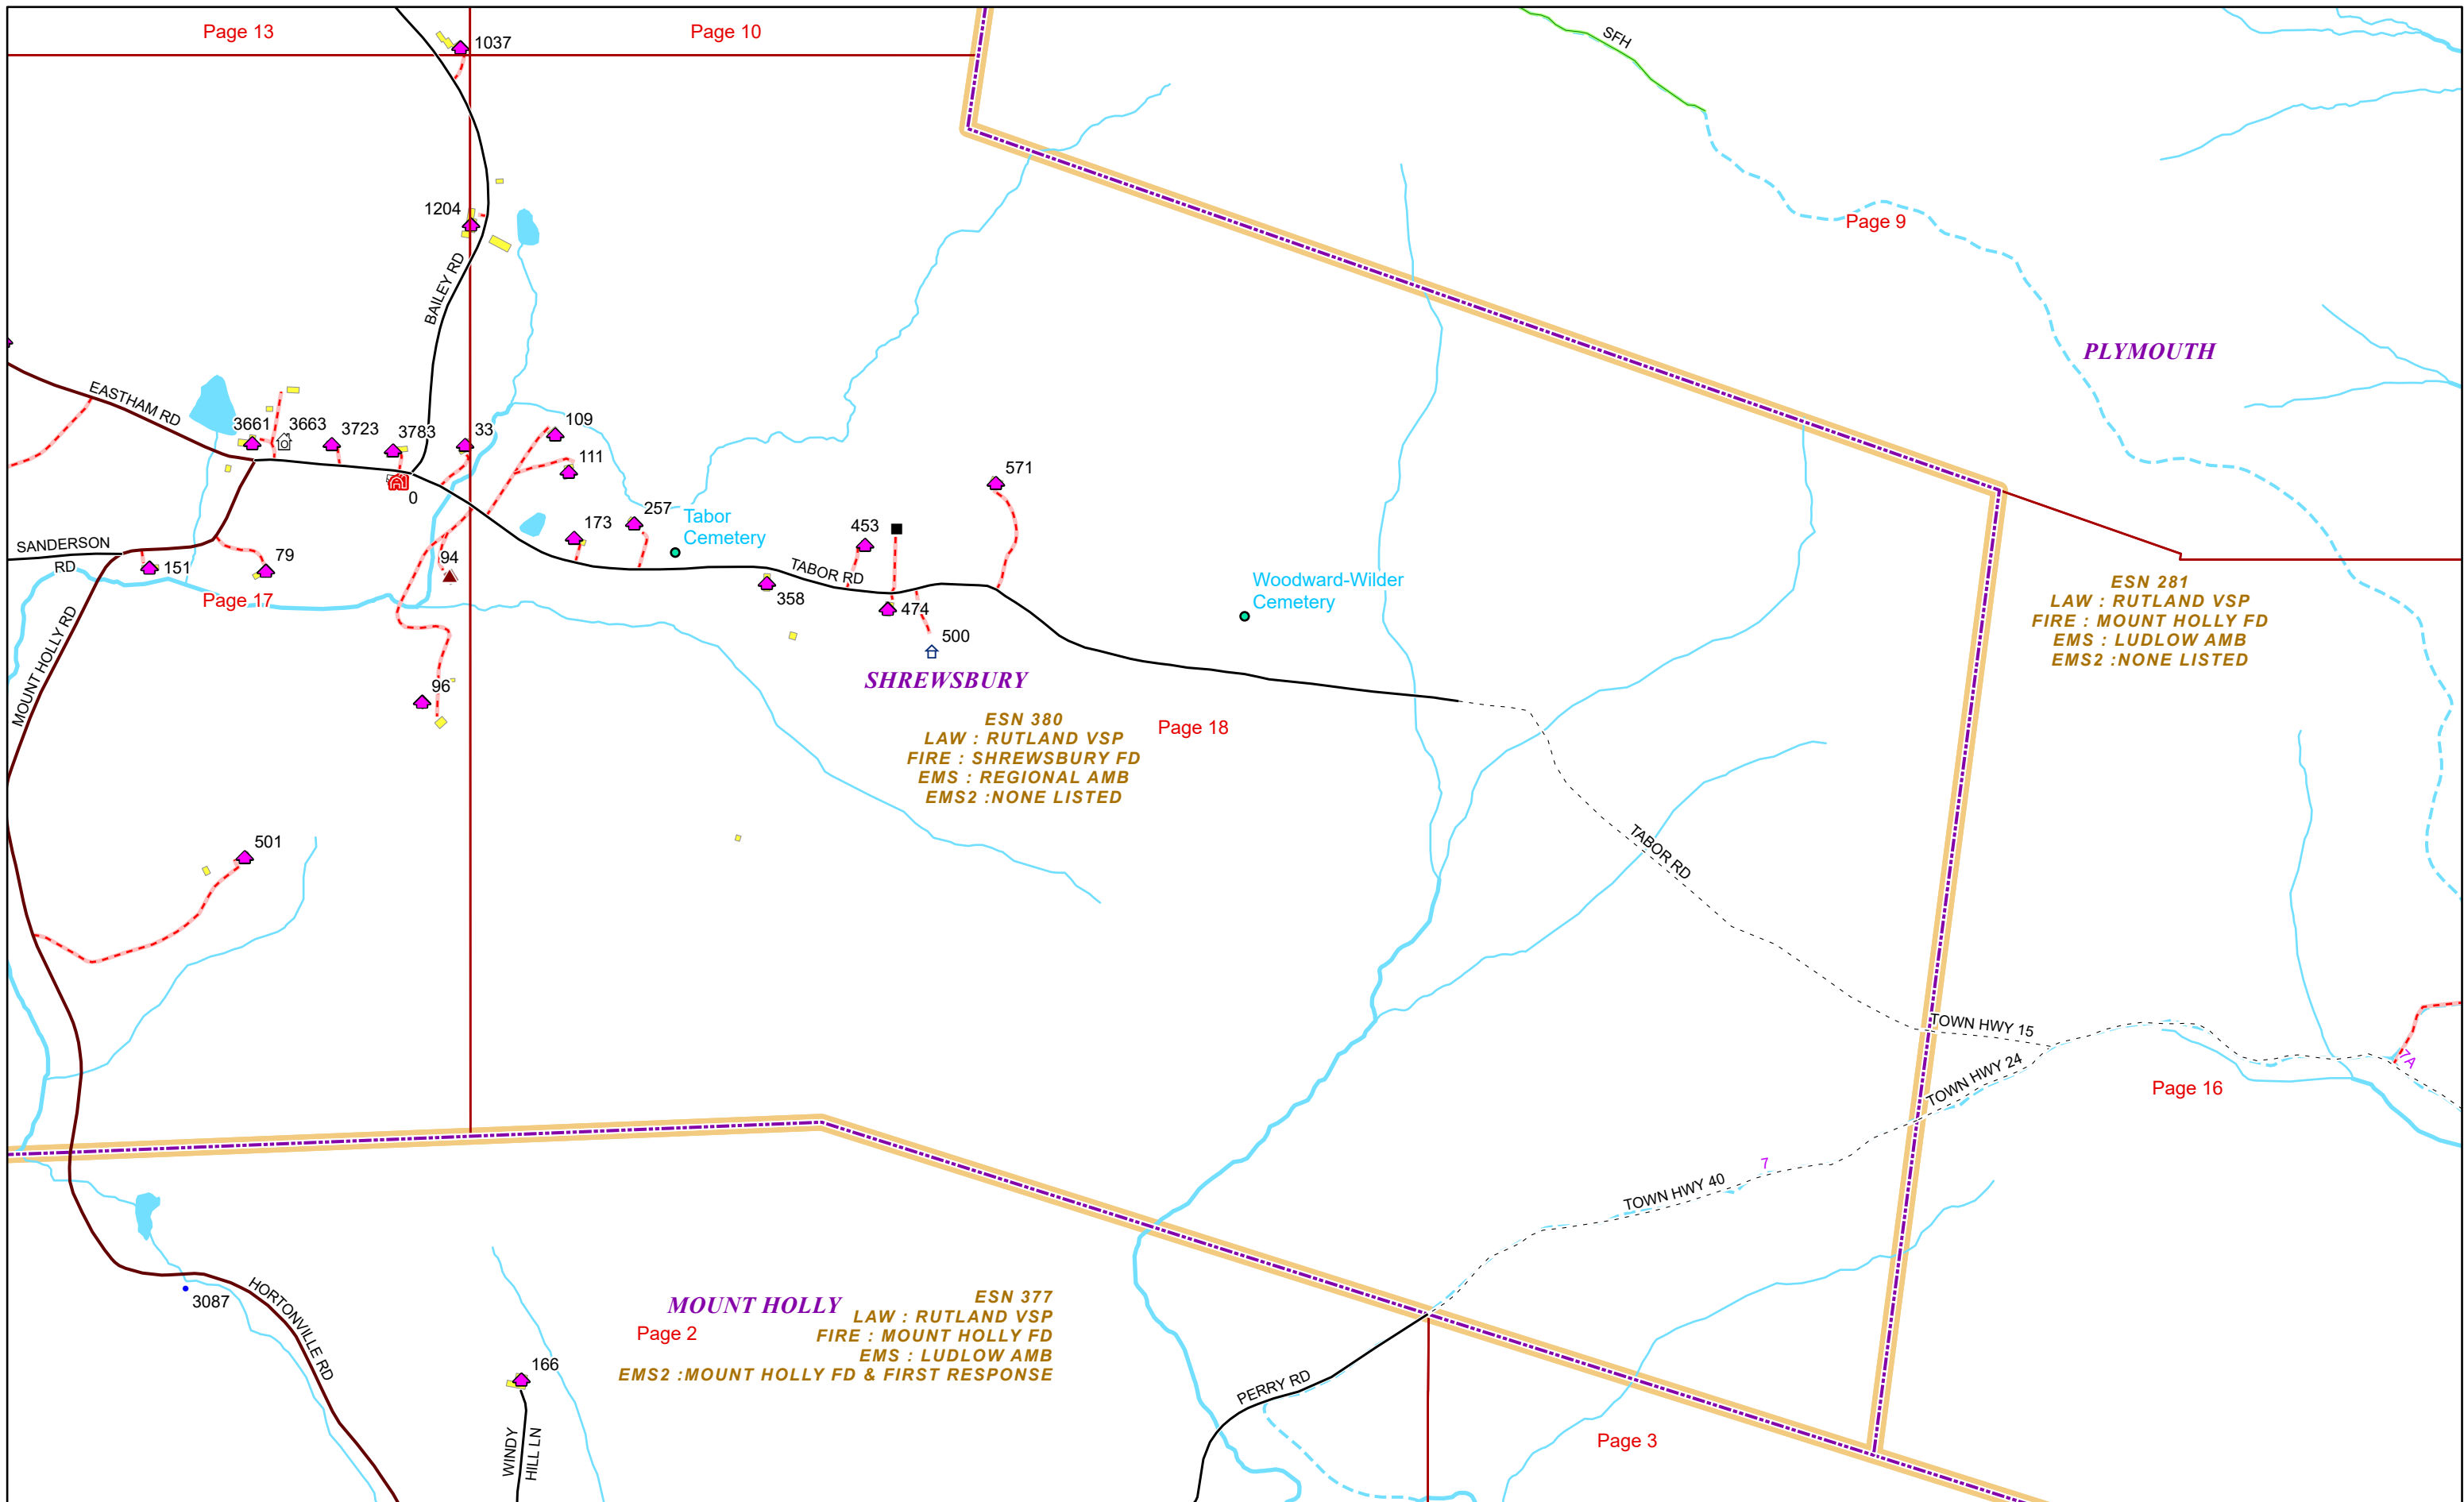 Page 13
Page 10
1037
SFH
1204
Page 9
BAILEY RD
PLYMOUTH
EASTHAM RD
3661
3663
3723
3783
33
109
111
0
571
173
257
Tabor
Cemetery
453
SANDERSON
RD
151
79
94
TABOR RD
358
474
500
Woodward-Wilder
Cemetery
Page 17
ESN 281
LAW : RUTLAND VSP
FIRE : MOUNT HOLLY FD
EMS : LUDLOW AMB
EMS2 :NONE LISTED
MOUNT HOLLY RD
96
SHREWSBURY
ESN 380
LAW : RUTLAND VSP
FIRE : SHREWSBURY FD
EMS : REGIONAL AMB
EMS2 :NONE LISTED
Page 18
501
TABOR RD
TOWN HWY 15
TOWN HWY 24
7A
Page 16
7
TOWN HWY 40
3087
HORTONVILLE RD
MOUNT HOLLY
Page 2
ESN 377
LAW : RUTLAND VSP
FIRE : MOUNT HOLLY FD
EMS : LUDLOW AMB
EMS2 :MOUNT HOLLY FD & FIRST RESPONSE
166
WINDY
HILL LN
PERRY RD
Page 3